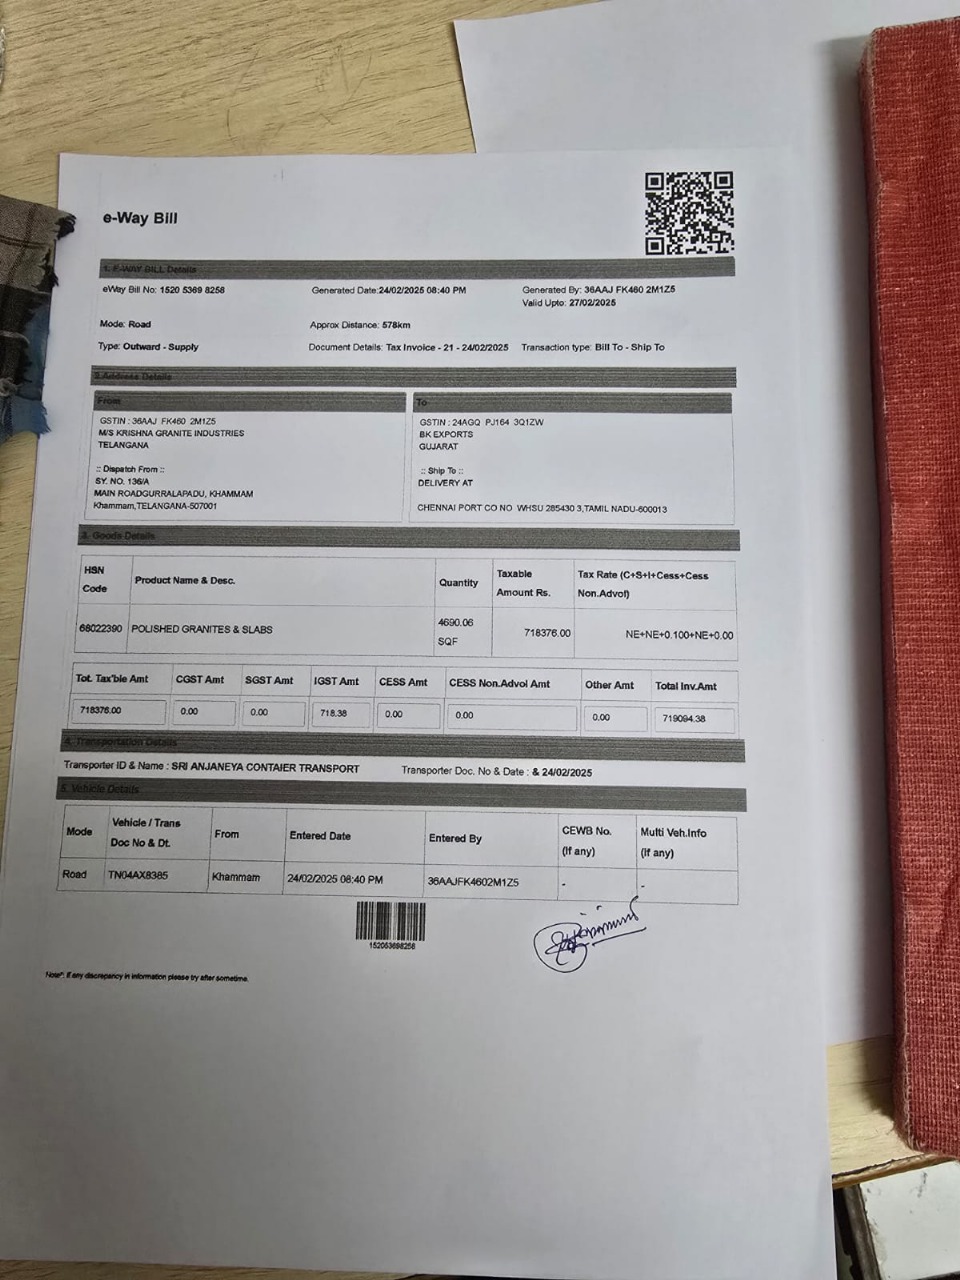 e-Way Bill
1. E-WAY BILL Details
eWay Bill No: 1520 5369 8258 Generated Date:24/02/2025 08:40 PM Generated By: 36AAJ FK460 2M1Z5
Valid Upto: 27/02/2025
Mode: Road Approx Distance: 578km
Type: Outward - Supply Document Details: Tax Invoice - 21 - 24/02/2025 Transaction type: Bill To - Ship To
2.Address Details
From To
GSTIN : 36AAJ FK460 2M1Z5 GSTIN : 24AGQ PJ164 3Q1ZW
M/S KRISHNA GRANITE INDUSTRIES BK EXPORTS
TELANGANA GUJARAT
:: Dispatch From :: :: Ship To ::
SY. NO. 136/A DELIVERY AT
MAIN ROADGURRALAPADU, KHAMMAM
Khammam,TELANGANA-507001 CHENNAI PORT CO NO WHSU 285430 3,TAMIL NADU-600013
3. Goods Details
HSN Code Product Name & Desc. Quantity Taxable Amount Rs. Tax Rate (C+S+I+Cess+Cess Non.Advol)
68022390 POLISHED GRANITES & SLABS 4690.06 SQF 718376.00 NE+NE+0.100+NE+0.00
Tot. Tax'ble Amt CGST Amt SGST Amt IGST Amt CESS Amt CESS Non.Advol Amt Other Amt Total Inv.Amt
718376.00 0.00 0.00 718.38 0.00 0.00 0.00 719094.38
4. Transportation Details
Transporter ID & Name : SRI ANJANEYA CONTAIER TRANSPORT Transporter Doc. No & Date : & 24/02/2025
5. Vehicle Details
Mode Vehicle / Trans Doc No & Dt. From Entered Date Entered By CEWB No. (If any) Multi Veh.Info (If any)
Road TN04AX8385 Khammam 24/02/2025 08:40 PM 36AAJFK4602M1Z5 - -
152053698258
Note*: If any discrepancy in information please try after sometime.